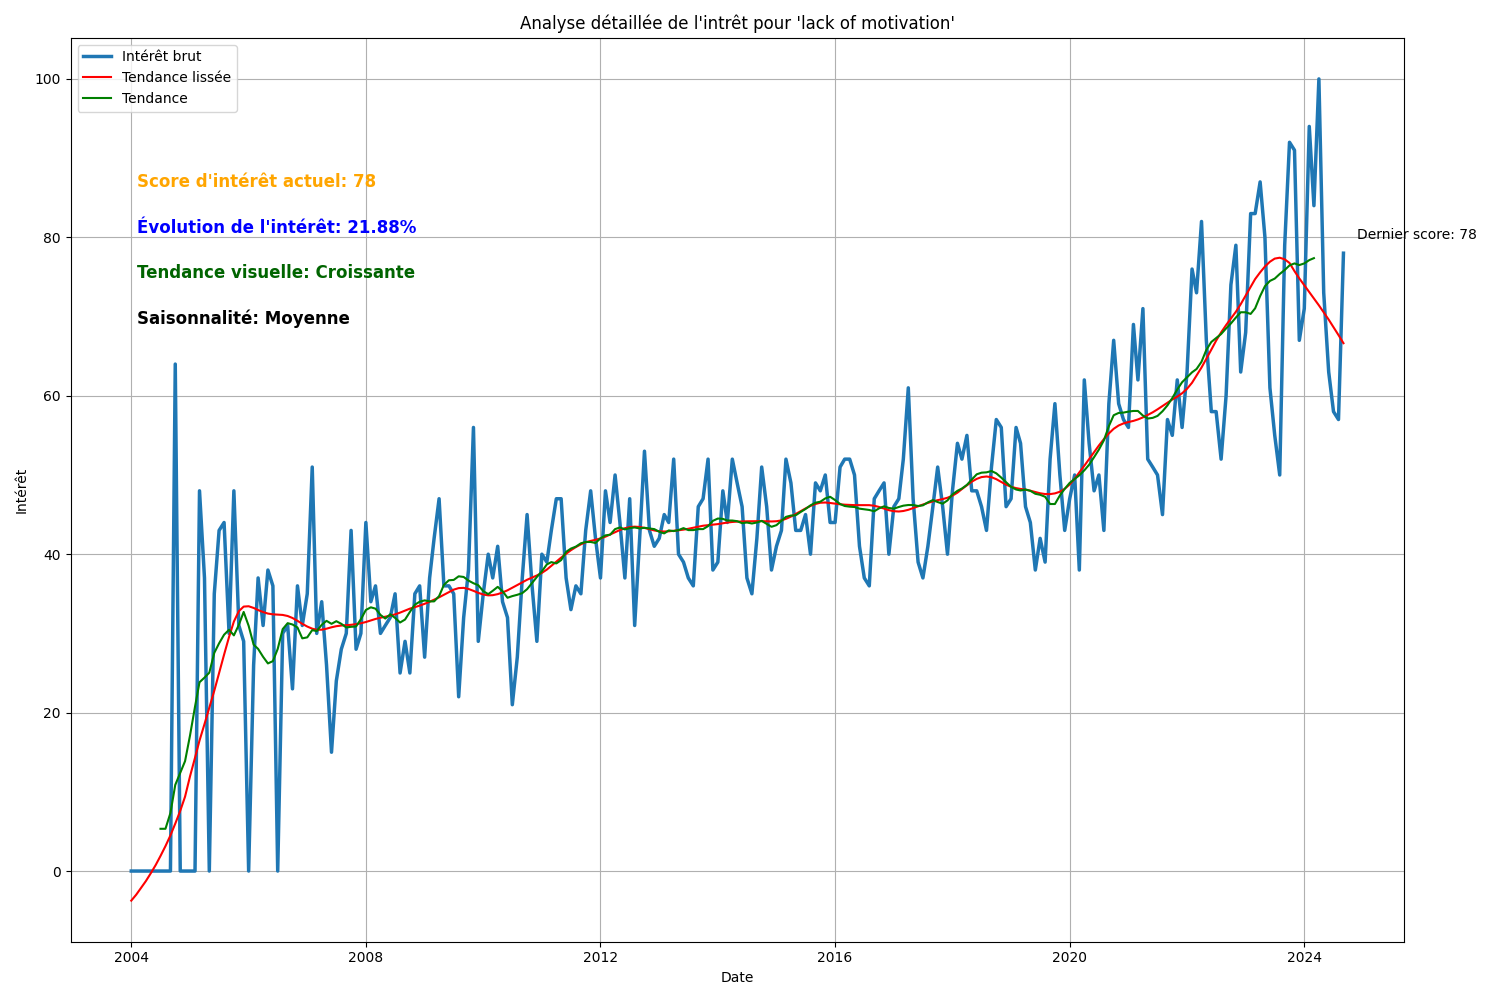 Analyse détaillée de l'intrêt pour 'lack of motivation'
Intérêt brut
Tendance lissée
Tendance
Score d'intérêt actuel: 78
Évolution de l'intérêt: 21.88%
Tendance visuelle: Croissante
Saisonnalité: Moyenne
Dernier score: 78
Intérêt
100
80
60
40
20
0
2004
2008
2012
2016
2020
2024
Date